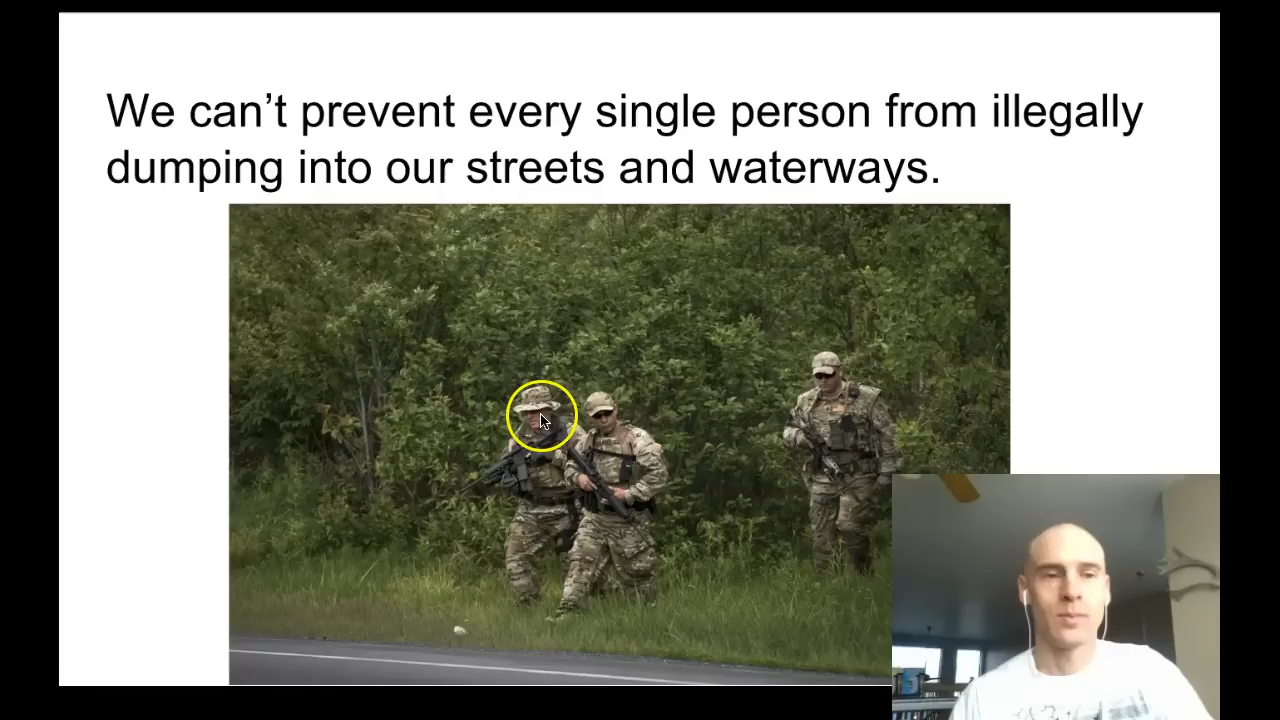 We can’t prevent every single person from illegally
dumping into our streets and waterways.